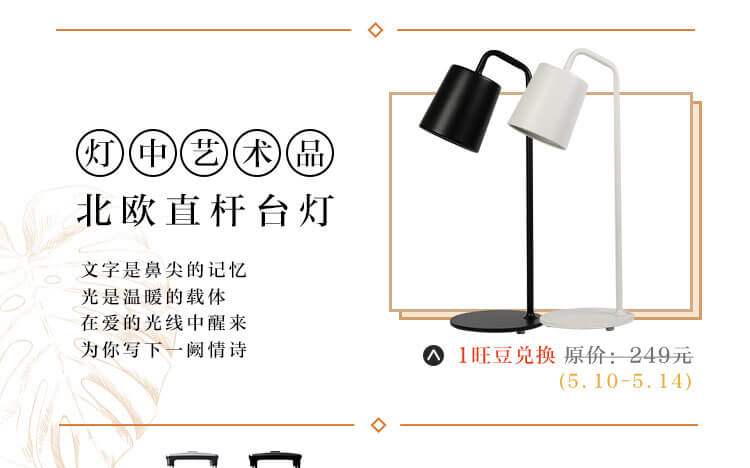 灯中艺术品
北欧直杆台灯
文字是鼻尖的记忆
光是温暖的载体
在爱的光线中醒来
为你写下一阙情诗
1旺豆兑换 原价：249元
(5.10-5.14)